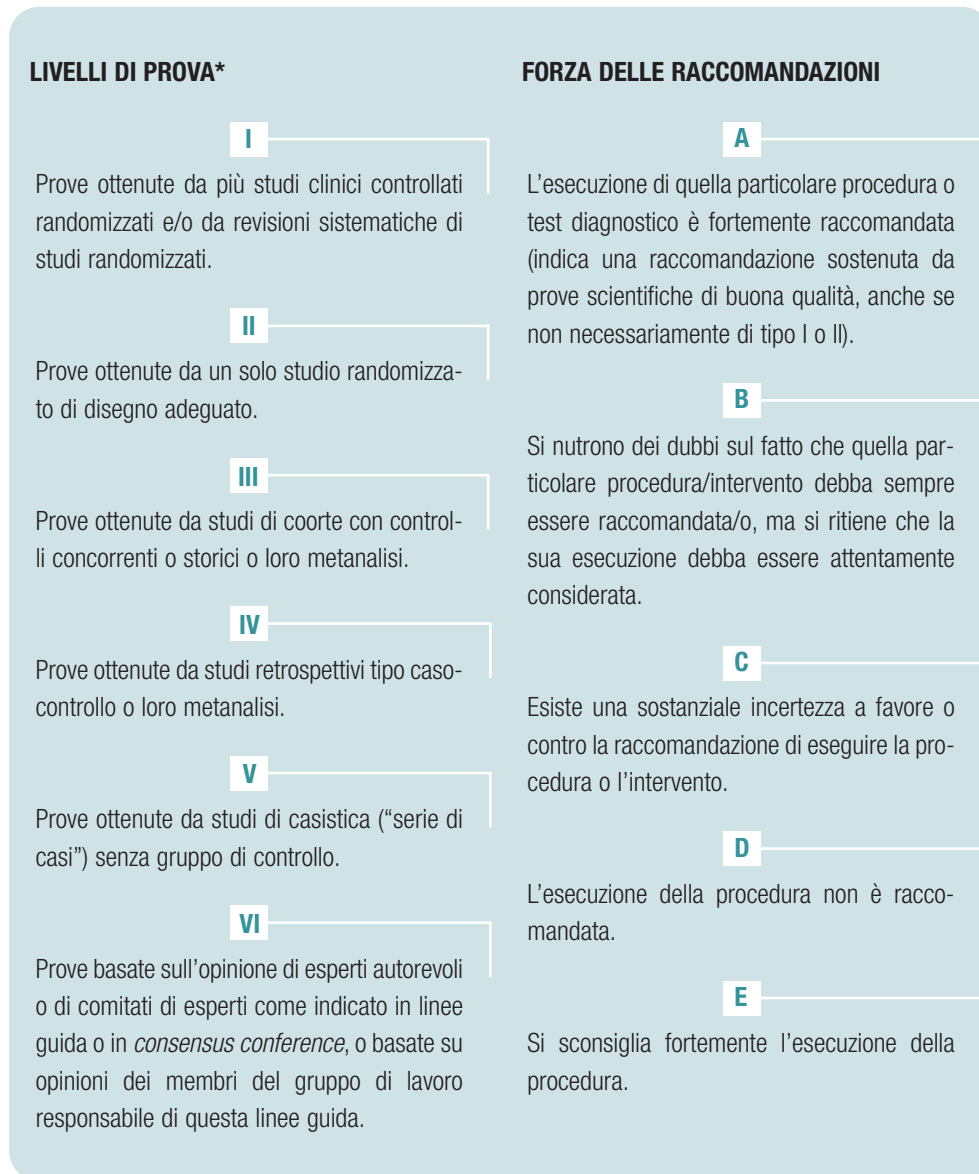 LIVELLI DI PROVA*
I
Prove ottenute da più studi clinici controllati
randomizzati e/o da revisioni sistematiche di
studi randomizzati.
II
Prove ottenute da un solo studio randomizza-
to di disegno adeguato.
III
Prove ottenute da studi di coorte con control-
li concorrenti o storici o loro metanalisi.
IV
Prove ottenute da studi retrospettivi tipo caso-
controllo o loro metanalisi.
V
Prove ottenute da studi di casistica (“serie di
casi”) senza gruppo di controllo.
VI
Prove basate sull’opinione di esperti autorevoli
o di comitati di esperti come indicato in linee
guida o in consensus conference, o basate su
opinioni dei membri del gruppo di lavoro
responsabile di questa linee guida.
FORZA DELLE RACCOMANDAZIONI
A
L’esecuzione di quella particolare procedura o
test diagnostico è fortemente raccomandata
(indica una raccomandazione sostenuta da
prove scientifiche di buona qualità, anche se
non necessariamente di tipo I o II).
B
Si nutrono dei dubbi sul fatto che quella par-
ticolare procedura/intervento debba sempre
essere raccomandata/o, ma si ritiene che la
sua esecuzione debba essere attentamente
considerata.
C
Esiste una sostanziale incertezza a favore o
contro la raccomandazione di eseguire la pro-
cedura o l’intervento.
D
L’esecuzione della procedura non è racco-
mandata.
E
Si sconsiglia fortemente l’esecuzione della
procedura.